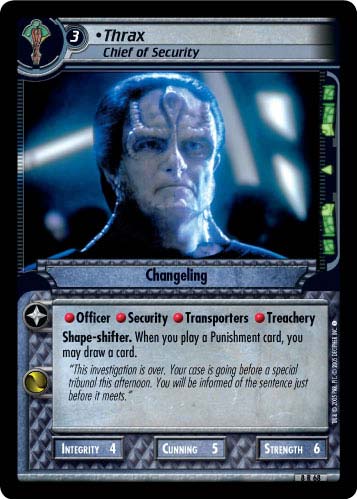 3 •Thrax
Chief of Security
Changeling
Officer Security Transporters Treachery
Shape-shifter. When you play a Punishment card, you
may draw a card.
"This investigation is over. Your case is going before a special
tribunal this afternoon. You will be informed of the sentence just
before it meets."
INTEGRITY 4 CUNNING 5 STRENGTH 6
8 R 68